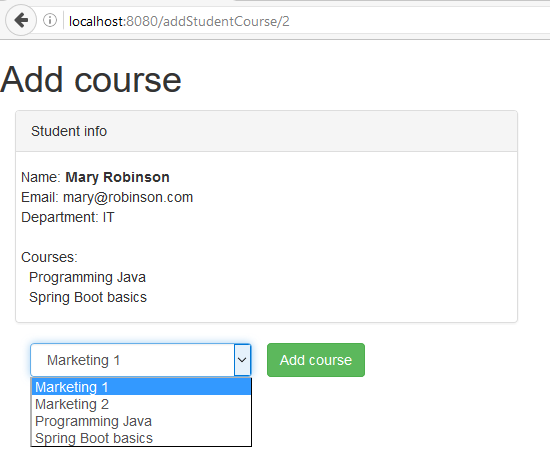 localhost:8080/addStudentCourse/2
Add course
Student info
Name: Mary Robinson
Email: mary@robinson.com
Department: IT
Courses:
Programming Java
Spring Boot basics
Marketing 1
Add course
Marketing 1
Marketing 2
Programming Java
Spring Boot basics